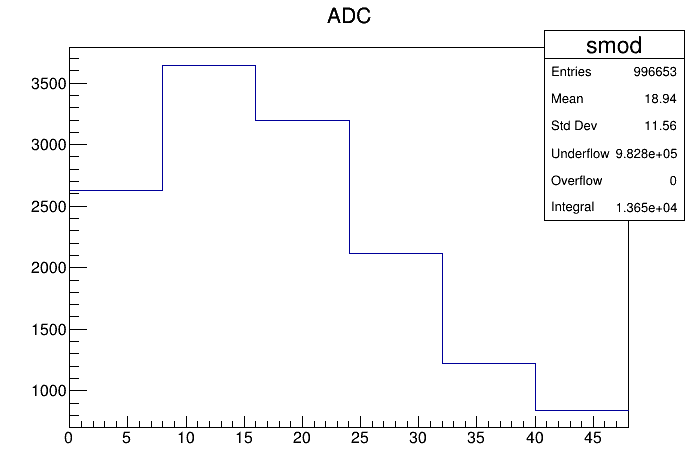 ADC
smod
Entries 996653
Mean 18.94
Std Dev 11.56
Underflow 9.828e+05
Overflow 0
Integral 1.365e+04
3500
3000
2500
2000
1500
1000
0 5 10 15 20 25 30 35 40 45